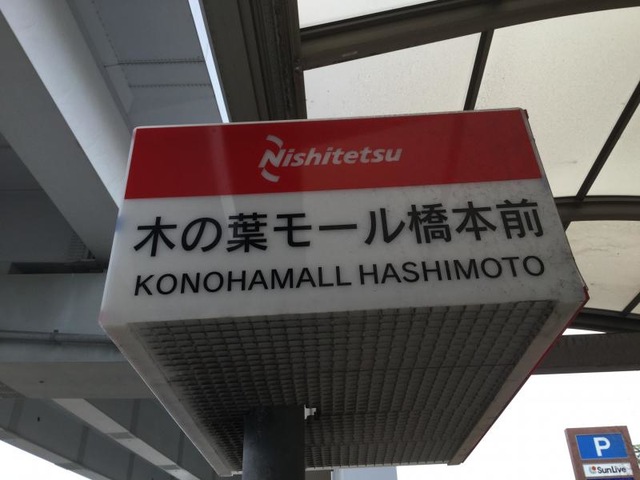 Nishitetsu
木の葉モール橋本前
KONOHAMALL HASHIMOTO
P
SunLive